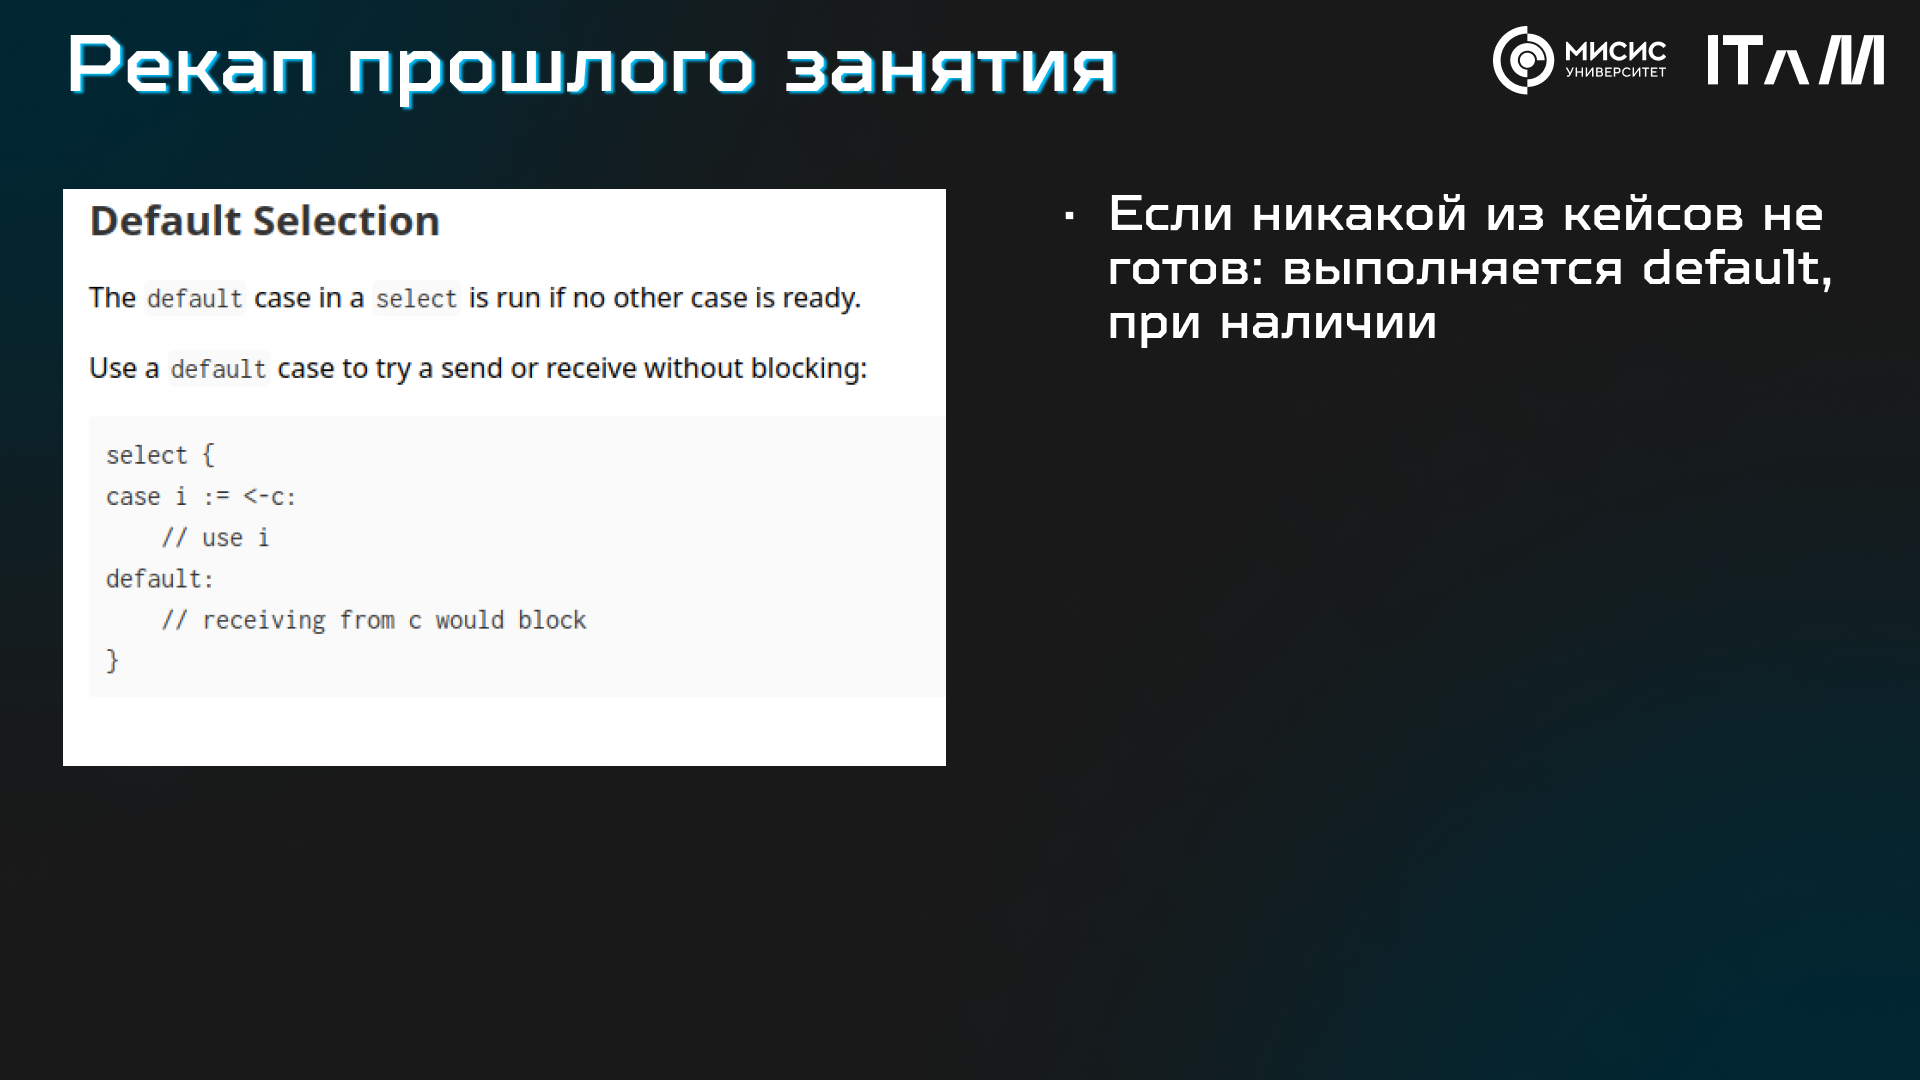 Рекап прошлого занятия
МИСИС
УНИВЕРСИТЕТ
ITAM
Default Selection
The default case in a select is run if no other case is ready.
Use a default case to try a send or receive without blocking:
select {
case i := <-c:
    // use i
default:
    // receiving from c would block
}
▪ Если никакой из кейсов не
готов: выполняется default,
при наличии